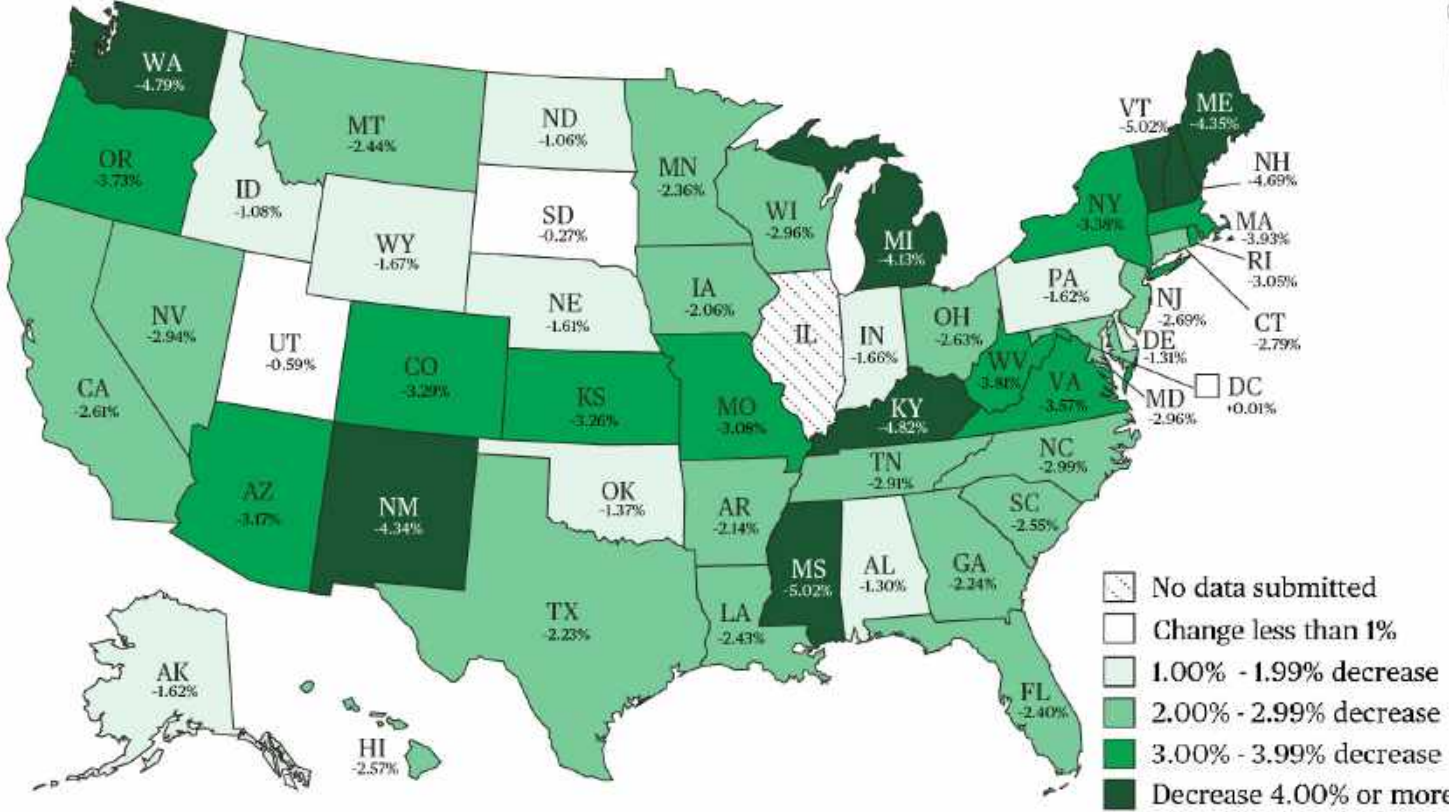 WA
-4.79%
OR
-3.73%
CA
-2.61%
NV
-2.94%
ID
-1.08%
MT
-2.44%
WY
-1.67%
UT
-0.59%
AZ
-3.17%
CO
-3.29%
NM
-4.34%
ND
-1.06%
SD
-0.27%
NE
-1.61%
KS
-3.26%
OK
-1.37%
TX
-2.23%
MN
-2.36%
IA
-2.06%
MO
-3.08%
AR
-2.14%
LA
-2.43%
WI
-2.96%
IL
MI
-4.13%
IN
-1.66%
OH
-2.63%
KY
-4.82%
TN
-2.91%
MS
-5.02%
AL
-1.30%
GA
-2.24%
FL
-2.40%
SC
-2.55%
NC
-2.99%
VA
-3.57%
WV
-3.81%
PA
-1.62%
NY
-3.38%
VT
-5.02%
ME
-4.35%
NH
-4.69%
MA
-3.93%
RI
-3.05%
CT
-2.79%
NJ
-2.69%
DE
-1.31%
MD
-2.96%
DC
+0.01%
AK
-1.62%
HI
-2.57%
No data submitted
Change less than 1%
1.00% - 1.99% decrease
2.00% - 2.99% decrease
3.00% - 3.99% decrease
Decrease 4.00% or more